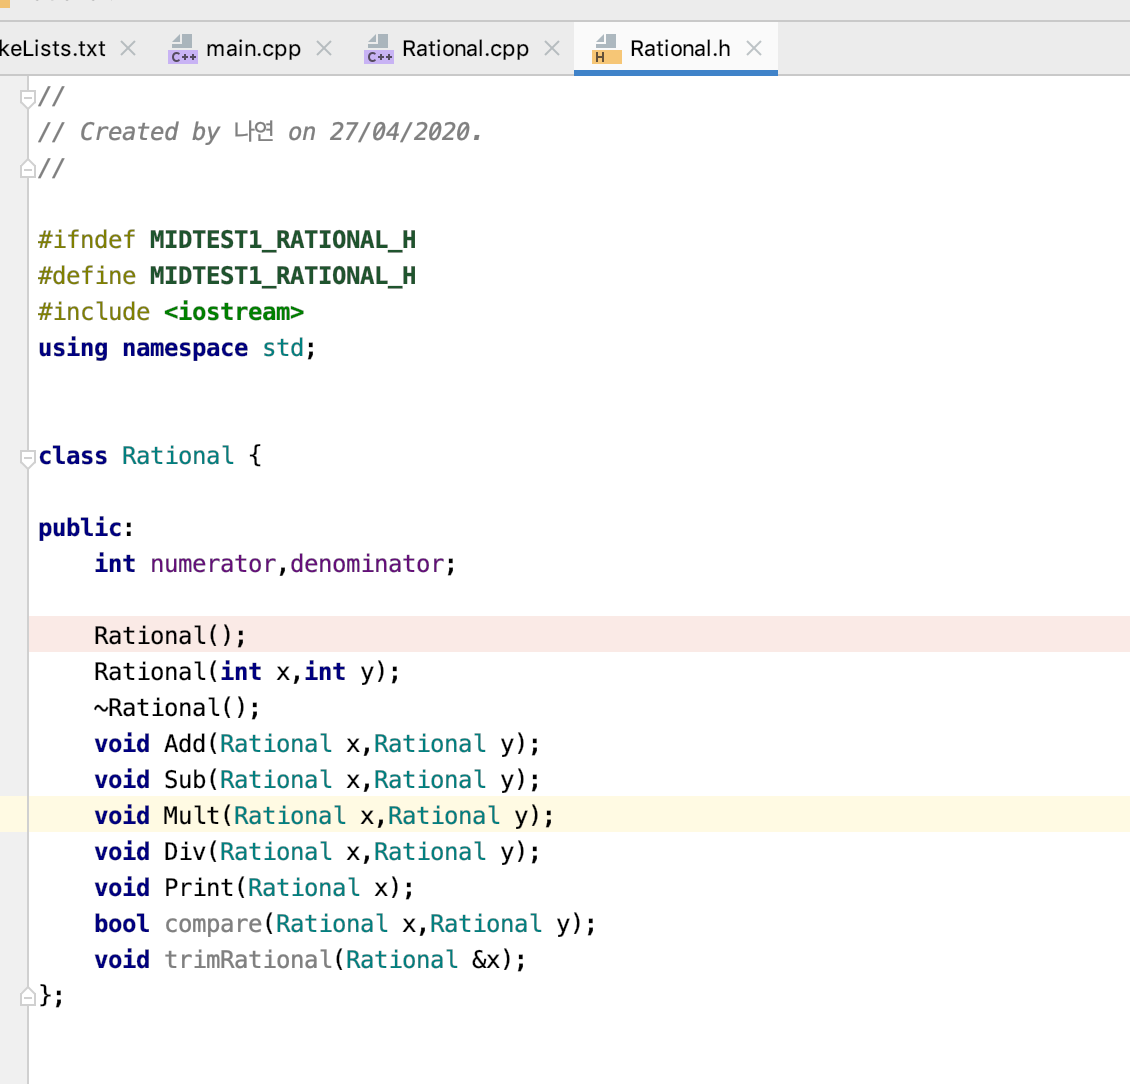 keLists.txt
C++ main.cpp
C++ Rational.cpp
H Rational.h
//
// Created by 나연 on 27/04/2020.
//
#ifndef MIDTEST1_RATIONAL_H
#define MIDTEST1_RATIONAL_H
#include <iostream>
using namespace std;
class Rational {
public:
    int numerator,denominator;
    Rational();
    Rational(int x,int y);
    ~Rational();
    void Add(Rational x,Rational y);
    void Sub(Rational x,Rational y);
    void Mult(Rational x,Rational y);
    void Div(Rational x,Rational y);
    void Print(Rational x);
    bool compare(Rational x,Rational y);
    void trimRational(Rational &x);
};